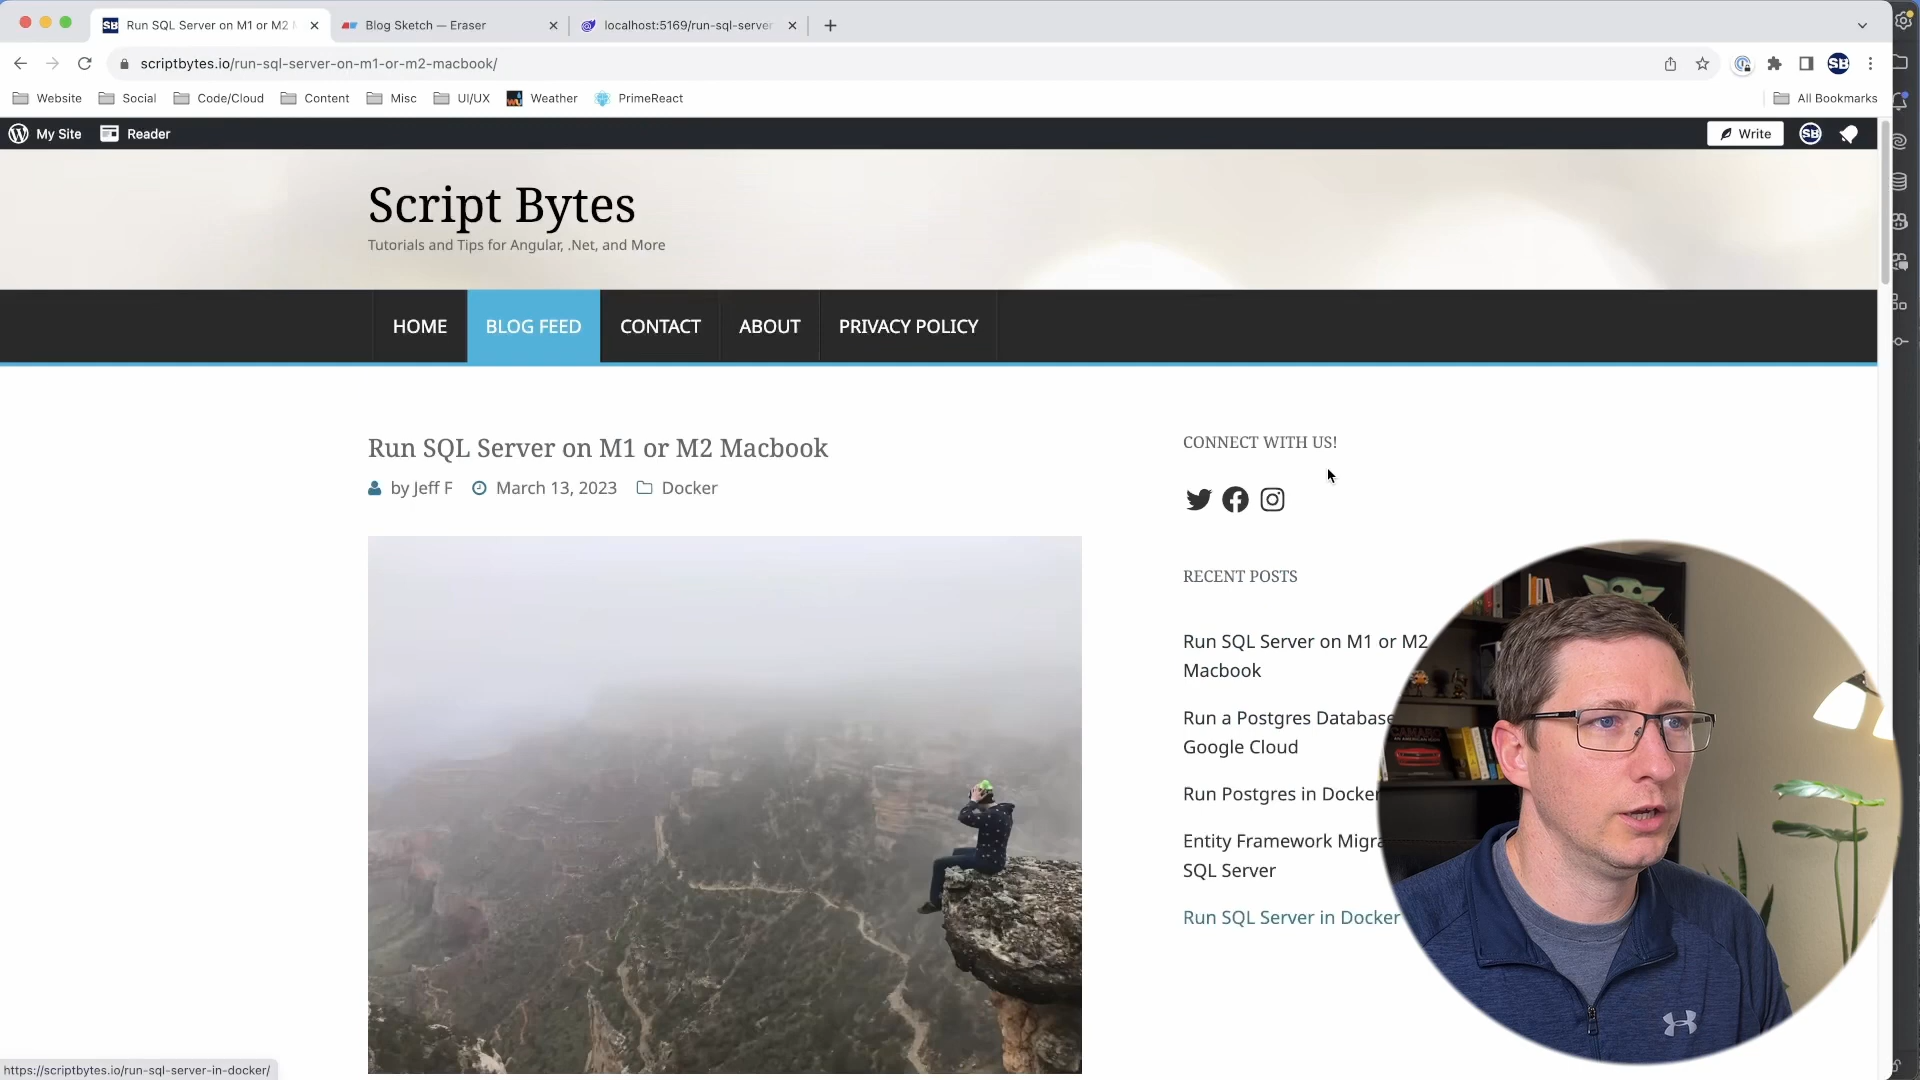 Run SQL Server on M1 or M2
Blog Sketch — Eraser
localhost:5169/run-sql-server
scriptbytes.io/run-sql-server-on-m1-or-m2-macbook/
SB
Website
Social
Code/Cloud
Content
Misc
UI/UX
Weather
PrimeReact
All Bookmarks
My Site
Reader
Write
SB
Script Bytes
Tutorials and Tips for Angular, .Net, and More
HOME
BLOG FEED
CONTACT
ABOUT
PRIVACY POLICY
Run SQL Server on M1 or M2 Macbook
by Jeff F
March 13, 2023
Docker
CONNECT WITH US!
RECENT POSTS
Run SQL Server on M1 or M2
Macbook
Run a Postgres Database
Google Cloud
Run Postgres in Docker
Entity Framework Migra
SQL Server
Run SQL Server in Docker
CAMARO
https://scriptbytes.io/run-sql-server-in-docker/